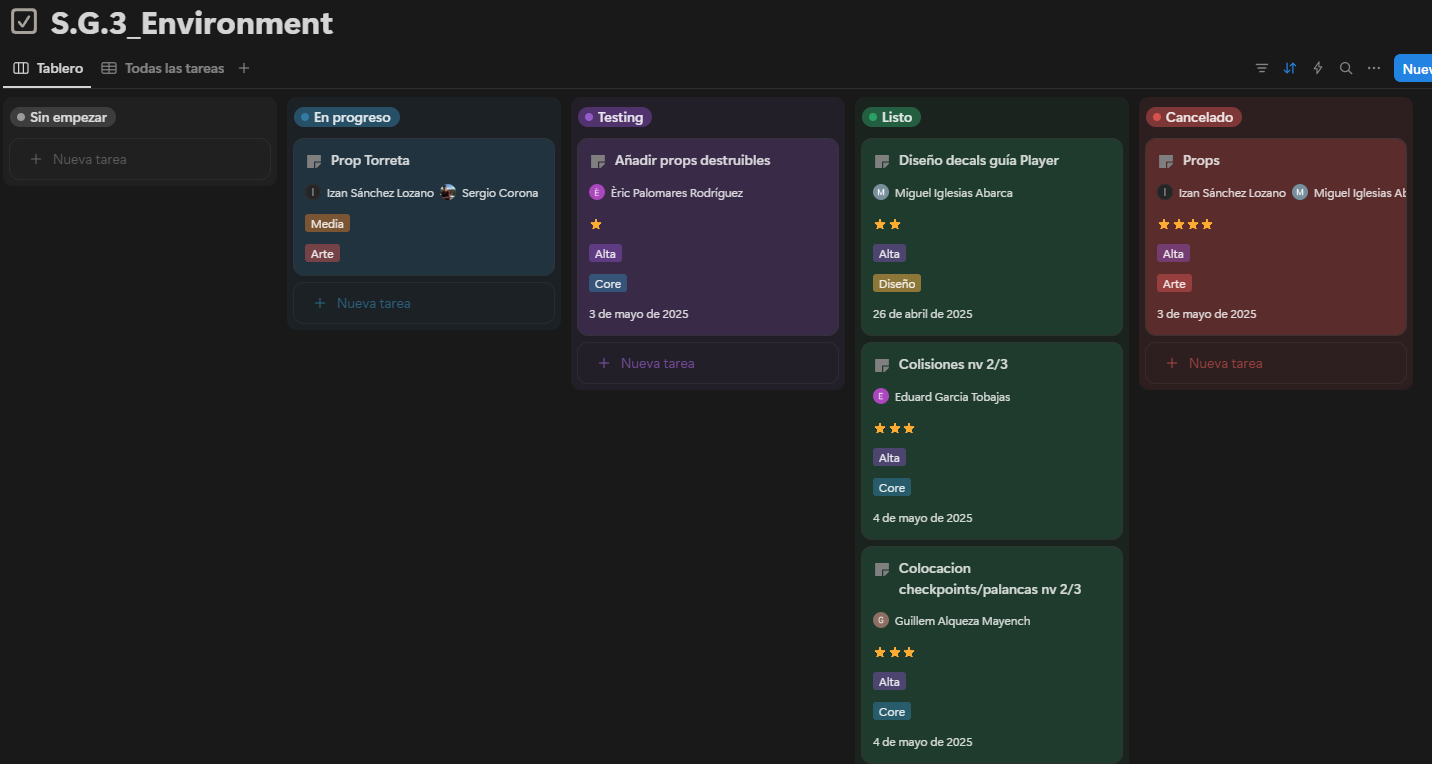 S.G.3_Environment
Tablero
Todas las tareas
Sin empezar
Nueva tarea
En progreso
Prop Torreta
I Izan Sánchez Lozano Sergio Corona
Media
Arte
Nueva tarea
Testing
Añadir props destruibles
È Èric Palomares Rodríguez
Alta
Core
3 de mayo de 2025
Nueva tarea
Listo
Diseño decals guía Player
M Miguel Iglesias Abarca
Alta
Diseño
26 de abril de 2025
Colisiones nv 2/3
E Eduard Garcia Tobajas
Alta
Core
4 de mayo de 2025
Colocacion
checkpoints/palancas nv 2/3
G Guillem Alqueza Mayench
Alta
Core
4 de mayo de 2025
Cancelado
Props
I Izan Sánchez Lozano M Miguel Iglesias Ab
Alta
Arte
3 de mayo de 2025
Nueva tarea
Nuev